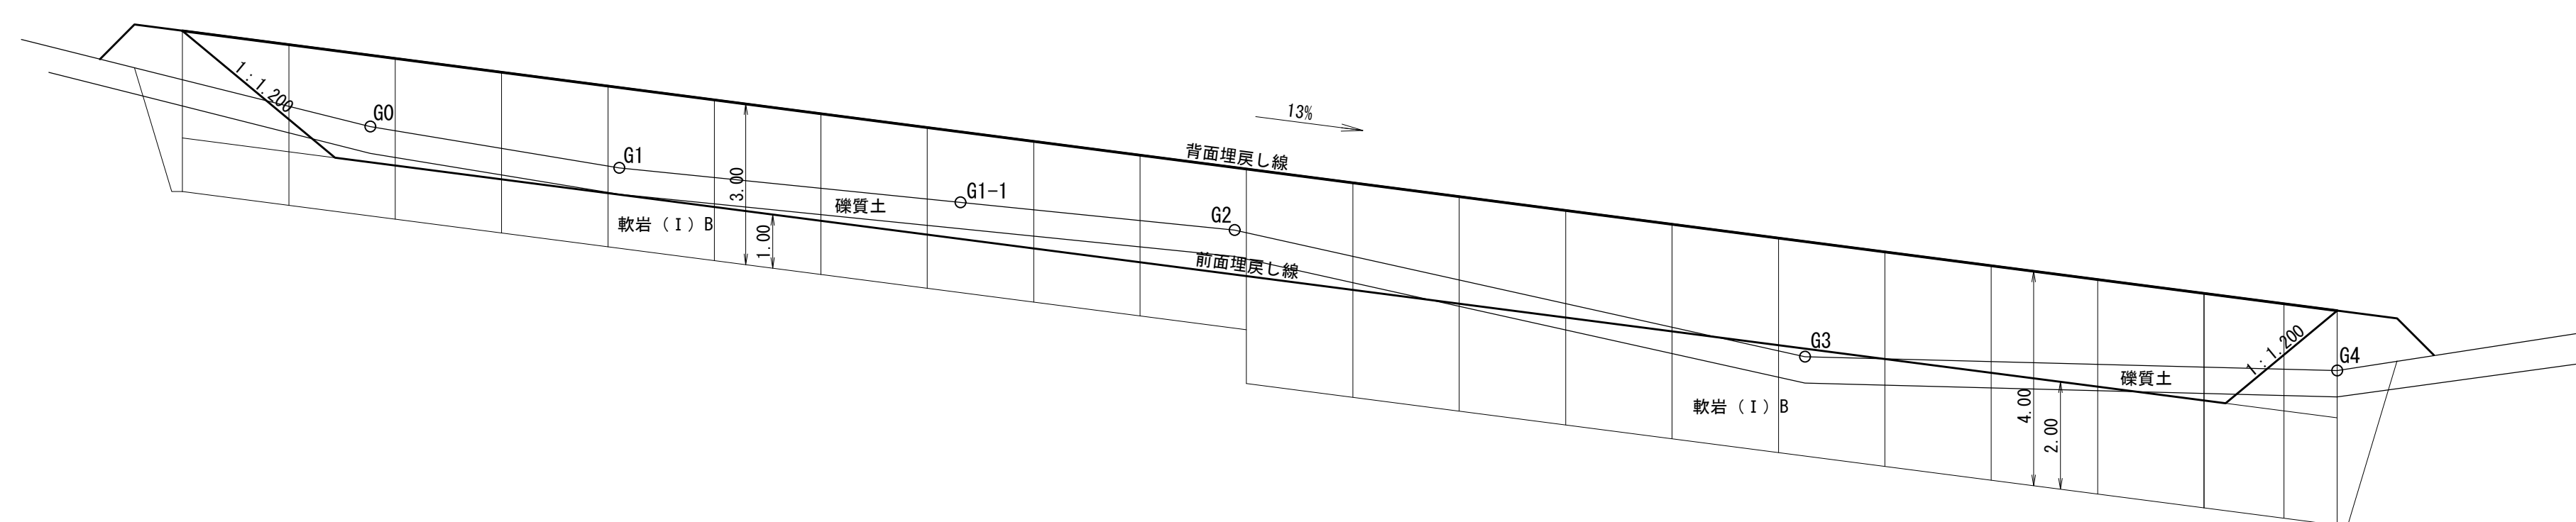 1:1.200
G0
G1
3.00
礫質土
軟岩（Ⅰ）B
1.00
G1-1
背面埋戻し線
13%
G2
前面埋戻し線
G3
軟岩（Ⅰ）B
4.00
2.00
礫質土
1:1.200
G4